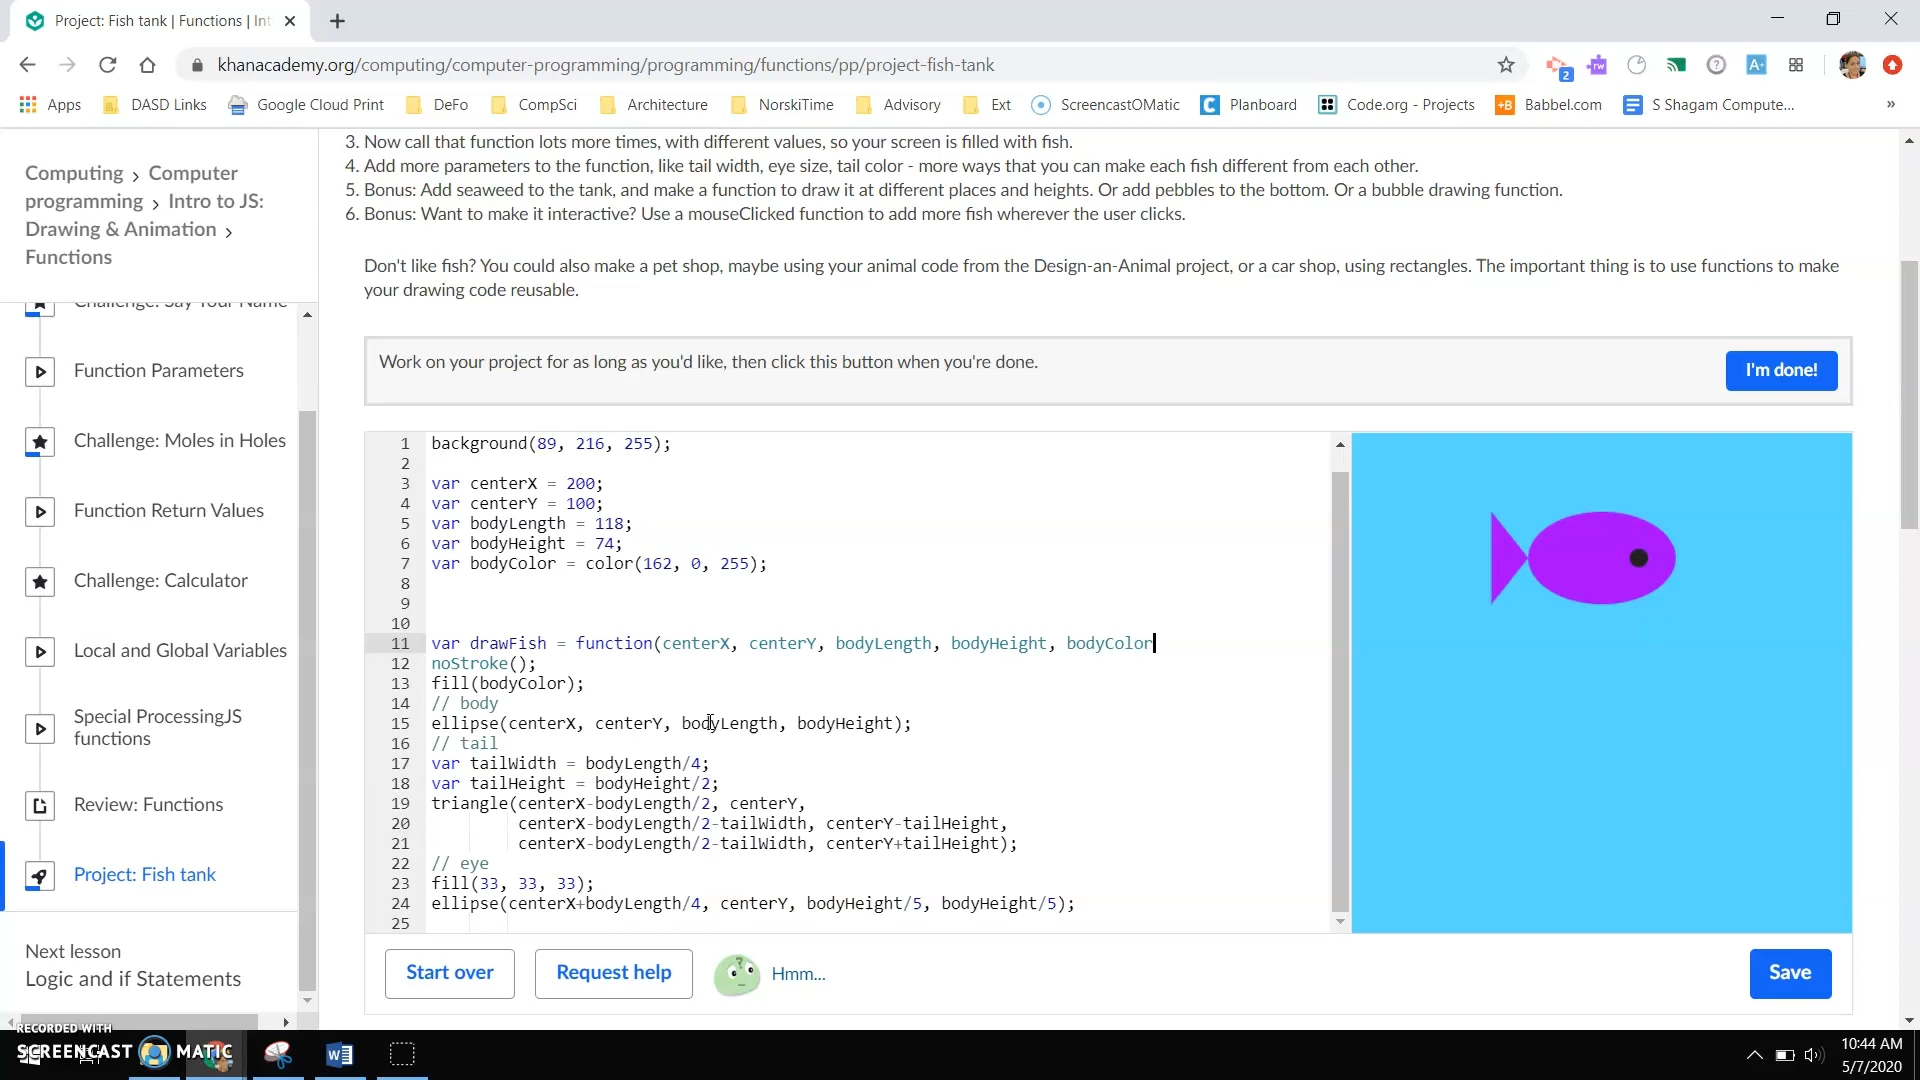 Project: Fish tank | Functions | Int
khanacademy.org/computing/computer-programming/programming/functions/pp/project-fish-tank
2
rw
A+
Apps DASD Links Google Cloud Print DeFo CompSci Architecture NorskiTime Advisory Ext ScreencastOMatic Planboard Code.org - Projects +B Babbel.com S Shagam Compute... »
Computing > Computer
programming > Intro to JS:
Drawing & Animation >
Functions
Challenge: Say Your Name
Function Parameters
Challenge: Moles in Holes
Function Return Values
Challenge: Calculator
Local and Global Variables
Special ProcessingJS
functions
Review: Functions
Project: Fish tank
Next lesson
Logic and if Statements
3. Now call that function lots more times, with different values, so your screen is filled with fish.
4. Add more parameters to the function, like tail width, eye size, tail color - more ways that you can make each fish different from each other.
5. Bonus: Add seaweed to the tank, and make a function to draw it at different places and heights. Or add pebbles to the bottom. Or a bubble drawing function.
6. Bonus: Want to make it interactive? Use a mouseClicked function to add more fish wherever the user clicks.
Don't like fish? You could also make a pet shop, maybe using your animal code from the Design-an-Animal project, or a car shop, using rectangles. The important thing is to use functions to make
your drawing code reusable.
Work on your project for as long as you'd like, then click this button when you're done.
I'm done!
1 background(89, 216, 255);
2
3 var centerX = 200;
4 var centerY = 100;
5 var bodyLength = 118;
6 var bodyHeight = 74;
7 var bodyColor = color(162, 0, 255);
8
9
10
11 var drawFish = function(centerX, centerY, bodyLength, bodyHeight, bodyColor
12 noStroke();
13 fill(bodyColor);
14 // body
15 ellipse(centerX, centerY, bodyLength, bodyHeight);
16 // tail
17 var tailWidth = bodyLength/4;
18 var tailHeight = bodyHeight/2;
19 triangle(centerX-bodyLength/2, centerY,
20 centerX-bodyLength/2-tailWidth, centerY-tailHeight,
21 centerX-bodyLength/2-tailWidth, centerY+tailHeight);
22 // eye
23 fill(33, 33, 33);
24 ellipse(centerX+bodyLength/4, centerY, bodyHeight/5, bodyHeight/5);
25
Start over
Request help
Hmm...
Save
RECORDED WITH
SCREENCAST MATIC
10:44 AM
5/7/2020